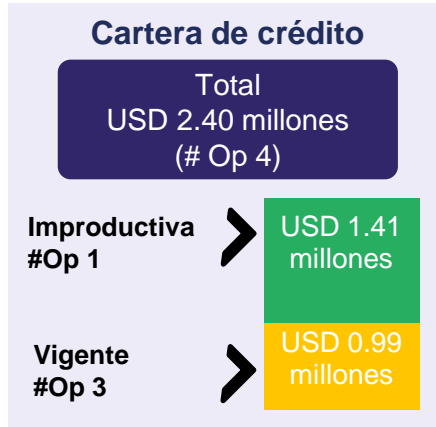 Cartera de crédito
Total
USD 2.40 millones
(# Op 4)
Improductiva
#Op 1
USD 1.41
millones
Vigente
#Op 3
USD 0.99
millones